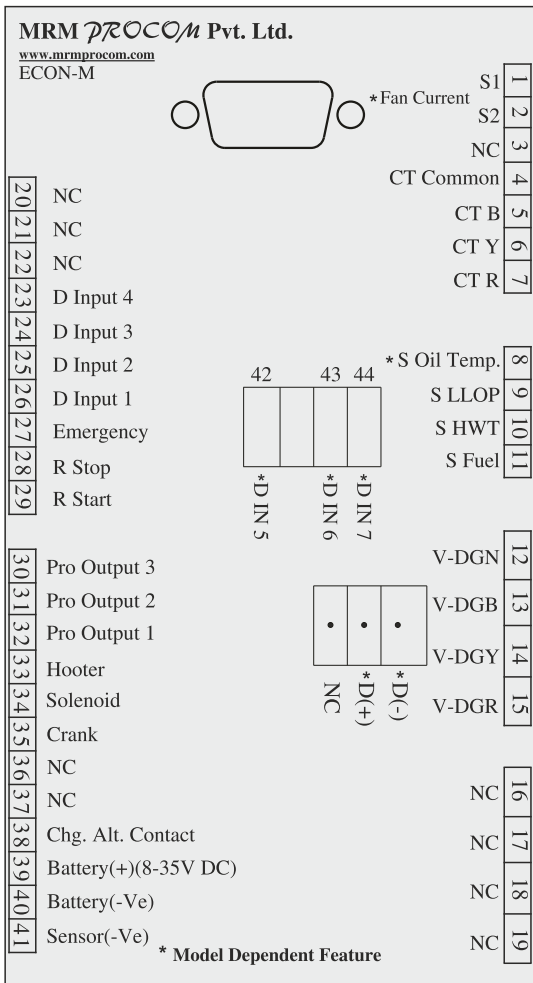 MRM PROCOM Pvt. Ltd.
www.mrmprocom.com
ECON-M
*Fan Current
S1 1
S2 2
NC 3
CT Common 4
CT B 5
CT Y 6
CT R 7
20 NC
21 NC
22 NC
23 D Input 4
24 D Input 3
25 D Input 2
26 D Input 1
27 Emergency
28 R Stop
29 R Start
42 43 44
*D IN 5 *D IN 6 *D IN 7
*S Oil Temp. 8
S LLOP 9
S HWT 10
S Fuel 11
30 Pro Output 3
31 Pro Output 2
32 Pro Output 1
33 Hooter
34 Solenoid
35 Crank
36 NC
37 NC
38 Chg. Alt. Contact
39 Battery(+)(8-35V DC)
40 Battery(-Ve)
41 Sensor(-Ve)
NC *D(+) *D(-)
V-DGN 12
V-DGB 13
V-DGY 14
V-DGR 15
NC 16
NC 17
NC 18
NC 19
* Model Dependent Feature